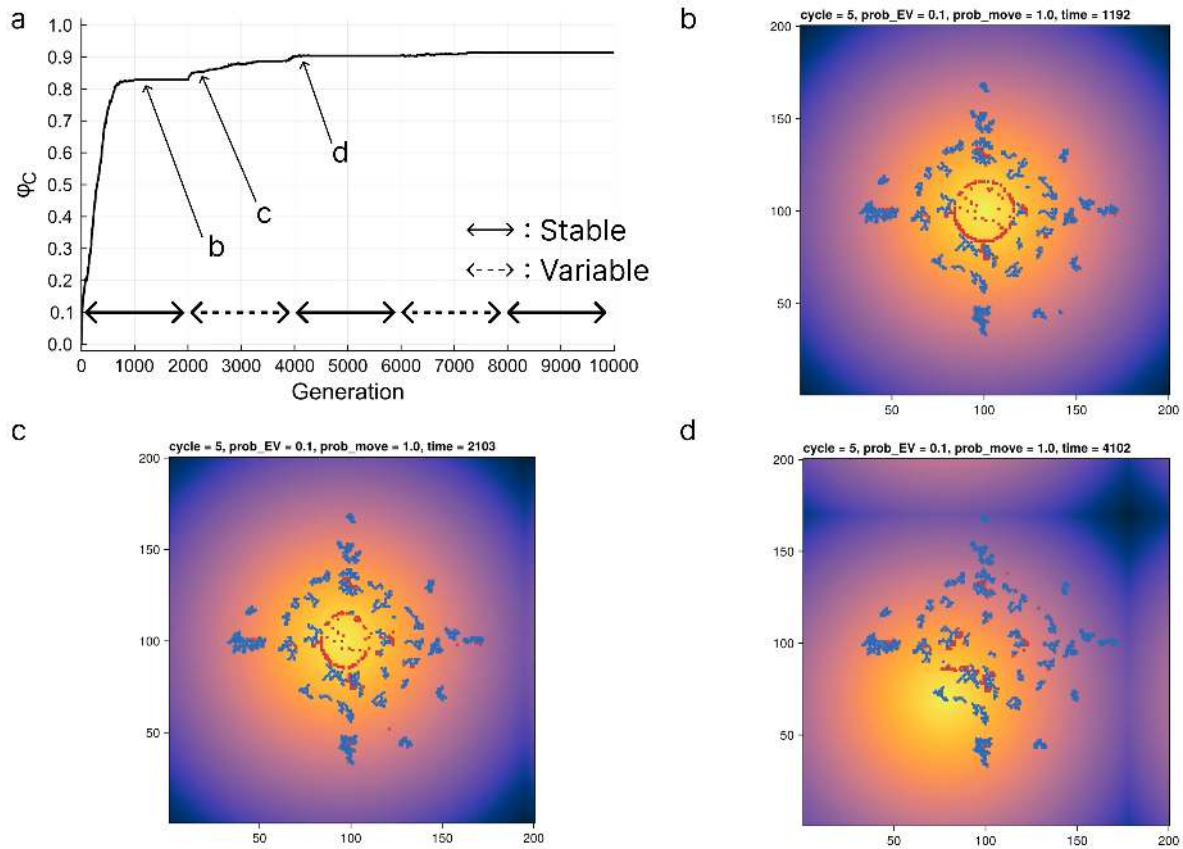 a
1.0
0.9
0.8
0.7
0.6
0.5
0.4
0.3
0.2
0.1
0.0
φC
b
c
d
: Stable
: Variable
0 1000 2000 3000 4000 5000 6000 7000 8000 9000 10000
Generation
b
cycle = 5, prob_EV = 0.1, prob_move = 1.0, time = 1192
200
150
100
50
50 100 150 200
c
cycle = 5, prob_EV = 0.1, prob_move = 1.0, time = 2103
200
150
100
50
50 100 150 200
d
cycle = 5, prob_EV = 0.1, prob_move = 1.0, time = 4102
200
150
100
50
50 100 150 200